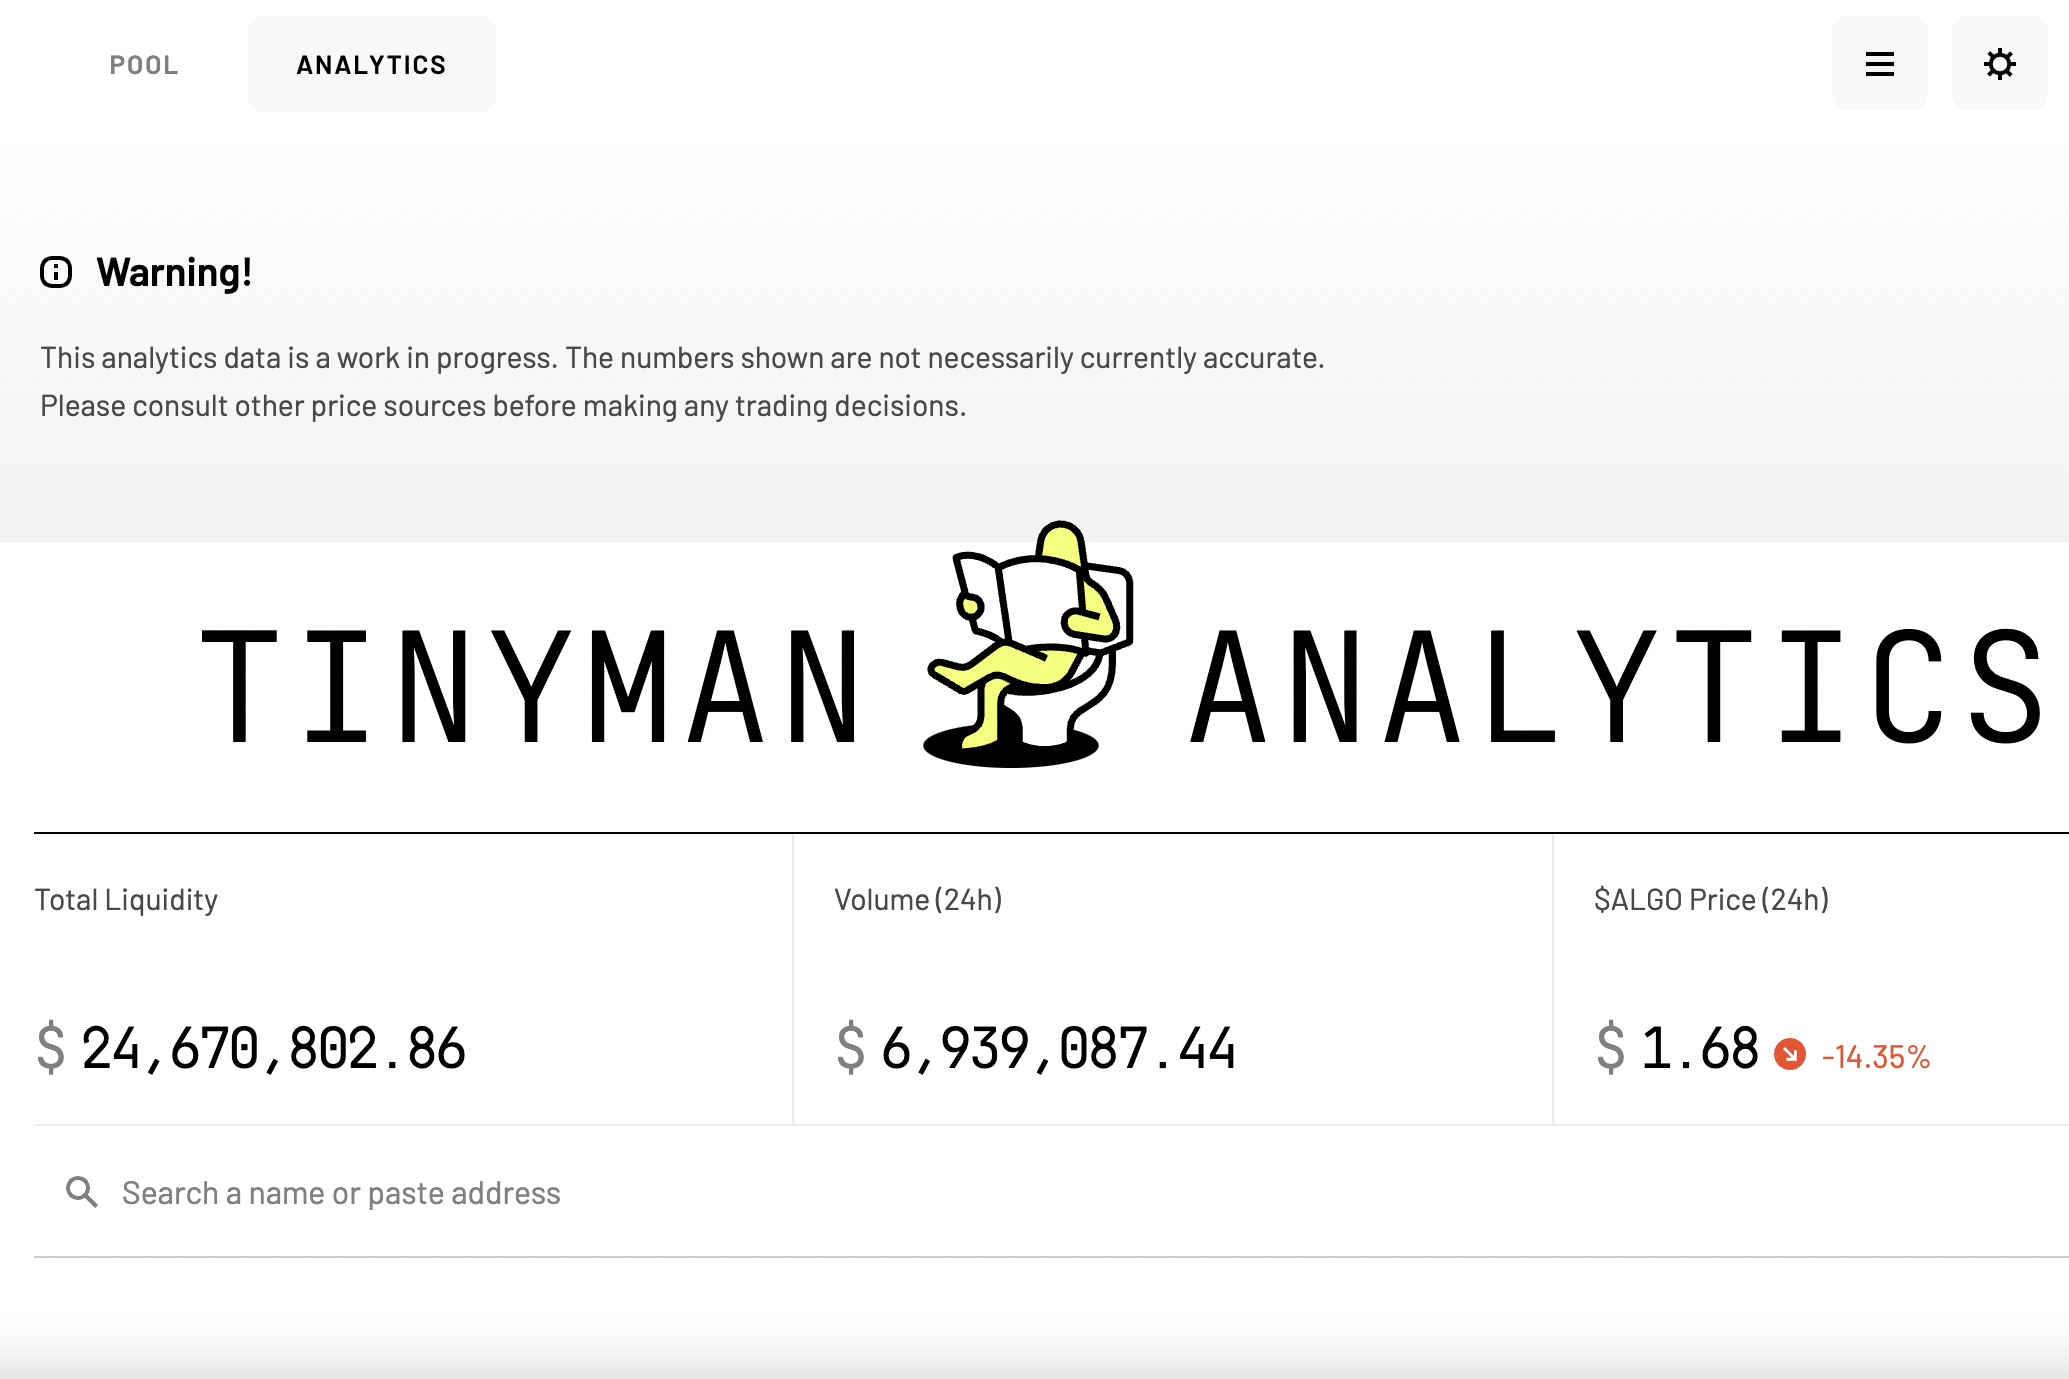 POOL
ANALYTICS
Warning!
This analytics data is a work in progress. The numbers shown are not necessarily currently accurate.
Please consult other price sources before making any trading decisions.
TINYMAN ANALYTICS
Total Liquidity
$ 24,670,802.86
Volume (24h)
$ 6,939,087.44
$ALGO Price (24h)
$ 1.68 -14.35%
Search a name or paste address